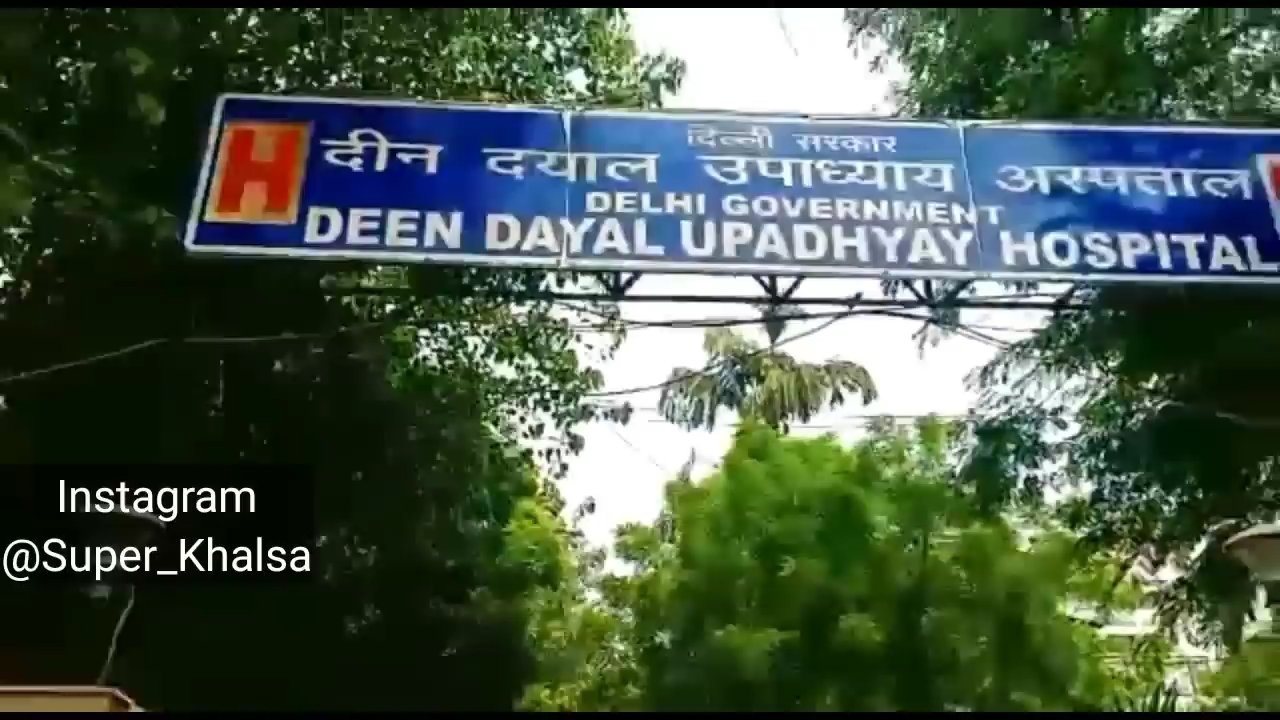 H
दिल्ली सरकार
दीन दयाल उपाध्याय अस्पताल
DELHI GOVERNMENT
DEEN DAYAL UPADHYAY HOSPITAL
Instagram
@Super_Khalsa